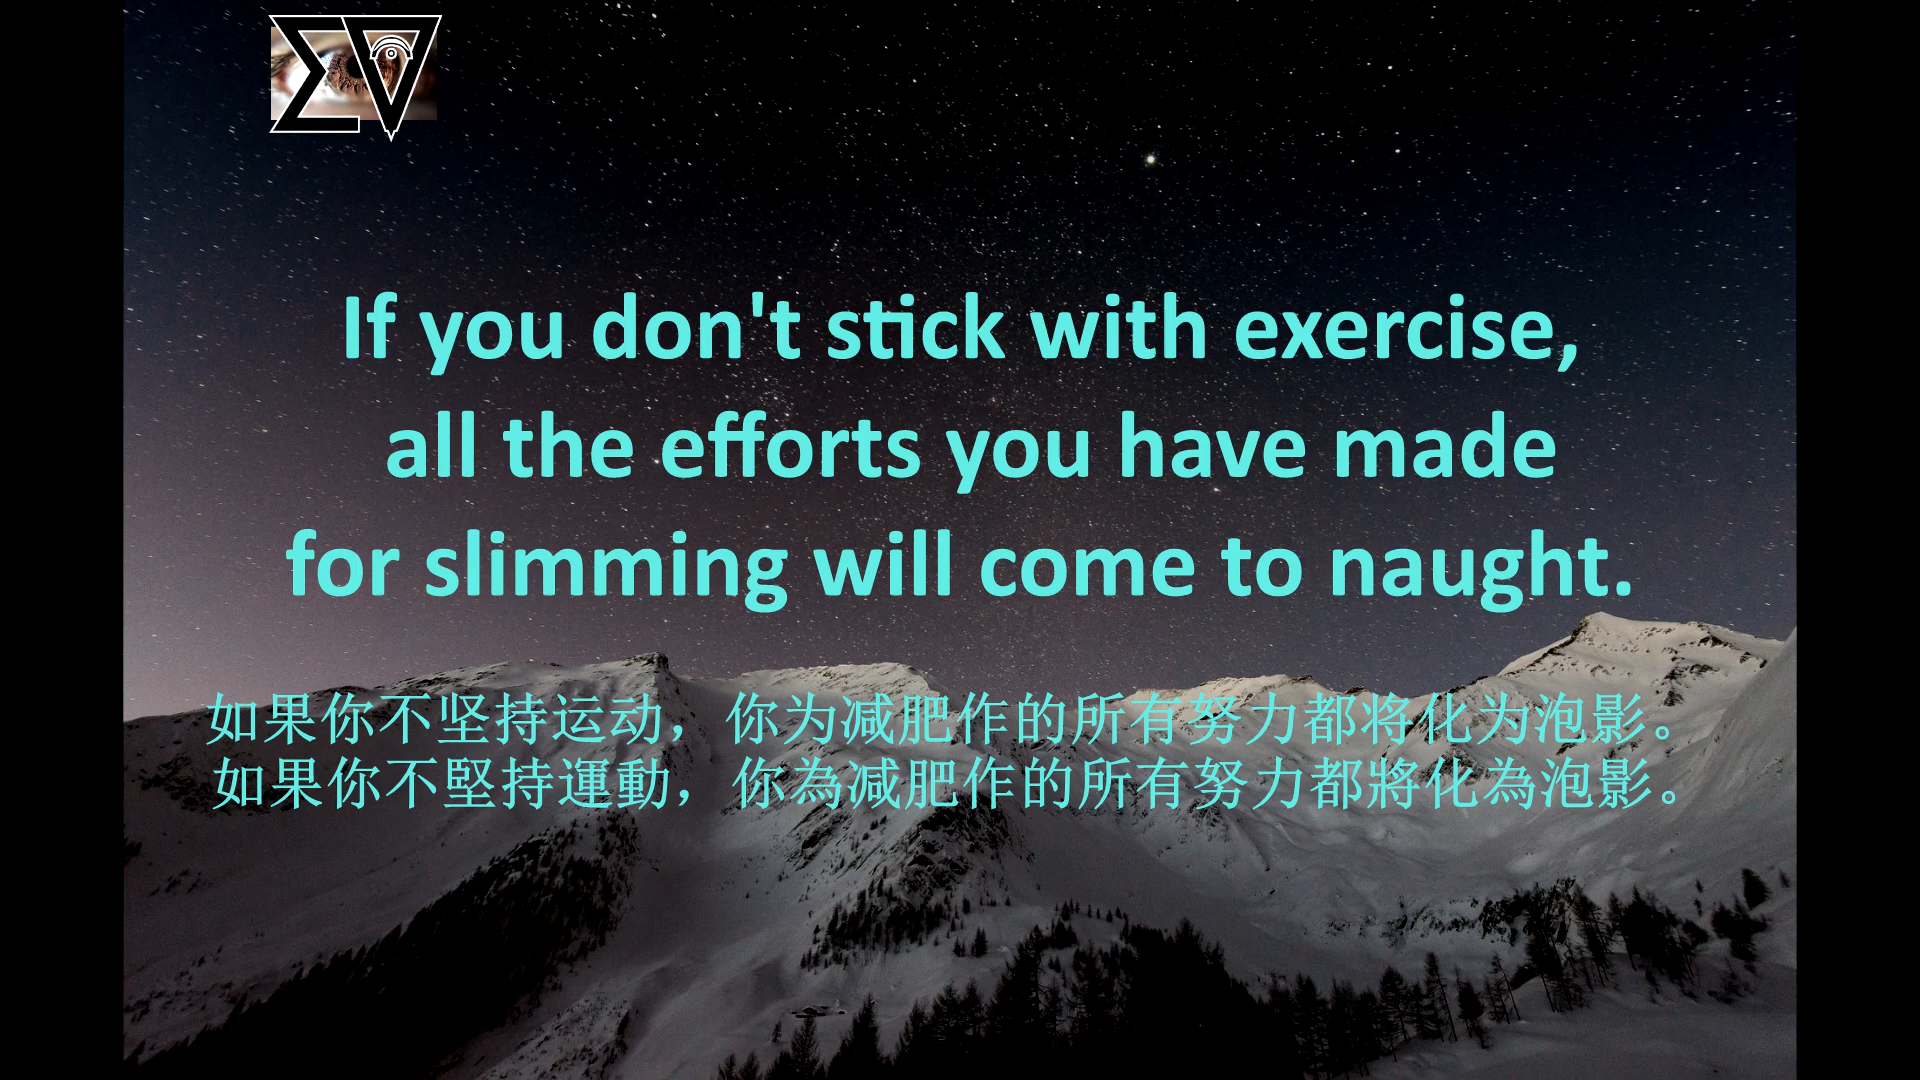 If you don't stick with exercise,
all the efforts you have made
for slimming will come to naught.
如果你不坚持运动，你为减肥作的所有努力都将化为泡影。
如果你不堅持運動，你為减肥作的所有努力都將化為泡影。